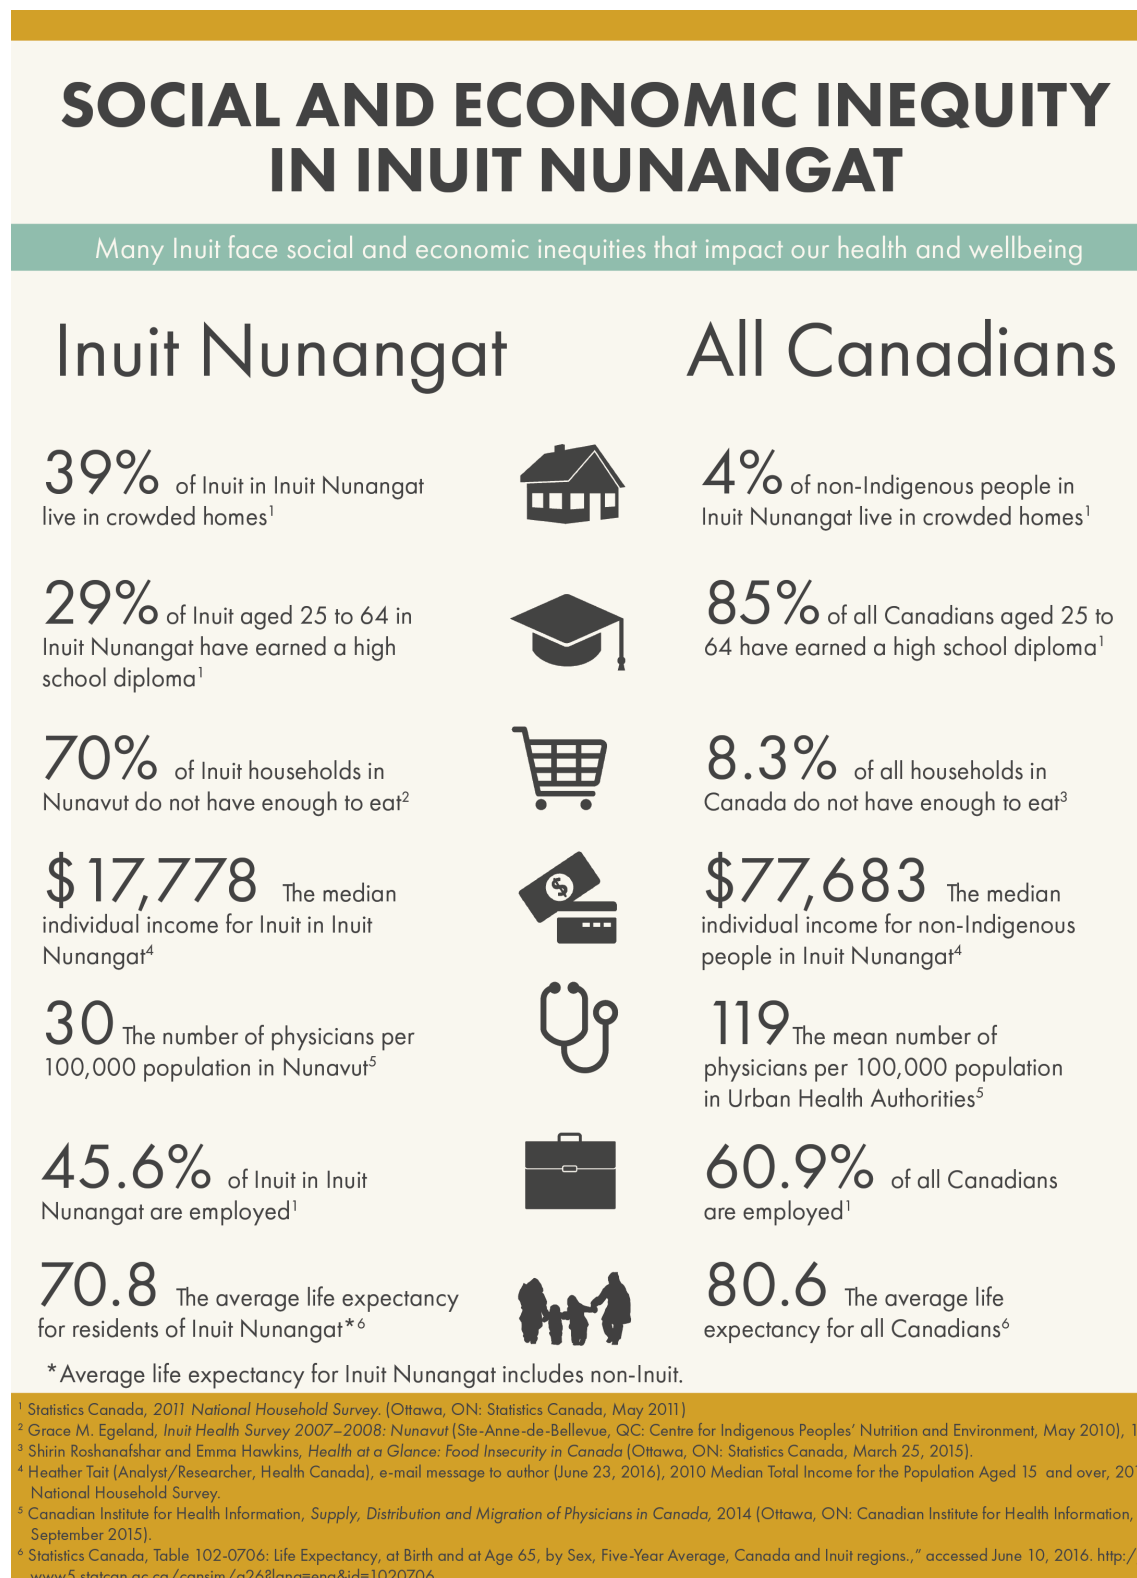 SOCIAL AND ECONOMIC INEQUITY
IN INUIT NUNANGAT
Many Inuit face social and economic inequities that impact our health and wellbeing
Inuit Nunangat
All Canadians
39% of Inuit in Inuit Nunangat
live in crowded homes¹
4% of non-Indigenous people in
Inuit Nunangat live in crowded homes¹
29% of Inuit aged 25 to 64 in
Inuit Nunangat have earned a high
school diploma¹
85% of all Canadians aged 25 to
64 have earned a high school diploma¹
70% of Inuit households in
Nunavut do not have enough to eat²
8.3% of all households in
Canada do not have enough to eat³
$17,778 The median
individual income for Inuit in Inuit
Nunangat⁴
$77,683 The median
individual income for non-Indigenous
people in Inuit Nunangat⁴
30 The number of physicians per
100,000 population in Nunavut⁵
119 The mean number of
physicians per 100,000 population
in Urban Health Authorities⁵
45.6% of Inuit in Inuit
Nunangat are employed¹
60.9% of all Canadians
are employed¹
70.8 The average life expectancy
for residents of Inuit Nunangat*⁶
80.6 The average life
expectancy for all Canadians⁶
*Average life expectancy for Inuit Nunangat includes non-Inuit.
¹ Statistics Canada, 2011 National Household Survey. (Ottawa, ON: Statistics Canada, May 2011)
² Grace M. Egeland, Inuit Health Survey 2007–2008: Nunavut (Ste-Anne-de-Bellevue, QC: Centre for Indigenous Peoples’ Nutrition and Environment, May 2010), 1
³ Shirin Roshanafshar and Emma Hawkins, Health at a Glance: Food Insecurity in Canada (Ottawa, ON: Statistics Canada, March 25, 2015).
⁴ Heather Tait (Analyst/Researcher, Health Canada), e-mail message to author (June 23, 2016), 2010 Median Total Income for the Population Aged 15 and over, 201
National Household Survey.
⁵ Canadian Institute for Health Information, Supply, Distribution and Migration of Physicians in Canada, 2014 (Ottawa, ON: Canadian Institute for Health Information,
September 2015).
⁶ Statistics Canada, Table 102-0706: Life Expectancy, at Birth and at Age 65, by Sex, Five-Year Average, Canada and Inuit regions.,” accessed June 10, 2016. http:/
www5.statcan.gc.ca/cansim/a26?lang=eng&id=1020706